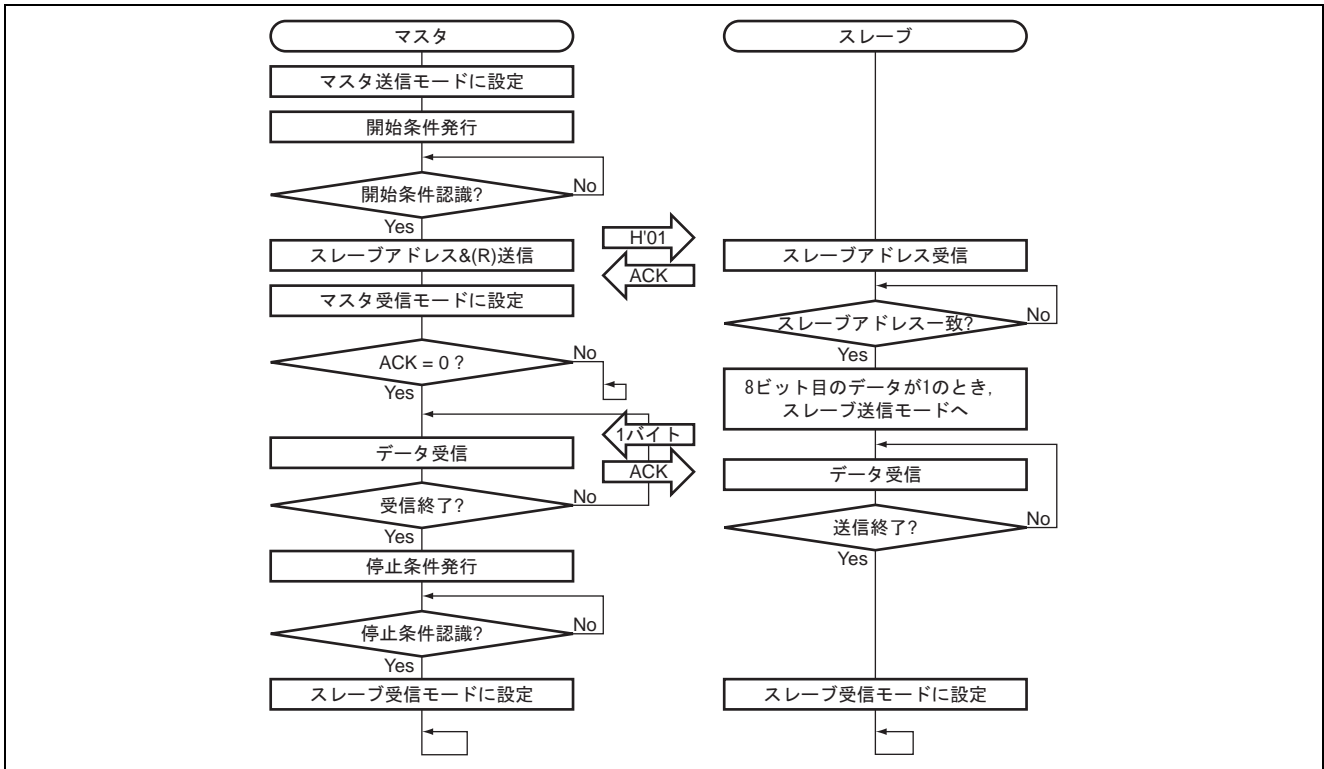 マスタ
マスタ送信モードに設定
開始条件発行
開始条件認識?
No
Yes
スレーブアドレス&(R)送信
マスタ受信モードに設定
ACK = 0 ?
No
Yes
データ受信
受信終了?
No
Yes
停止条件発行
停止条件認識?
No
Yes
スレーブ受信モードに設定
H'01
ACK
1バイト
ACK
スレーブ
スレーブアドレス受信
スレーブアドレス一致?
No
Yes
8ビット目のデータが1のとき,
スレーブ送信モードへ
データ受信
送信終了?
No
Yes
スレーブ受信モードに設定